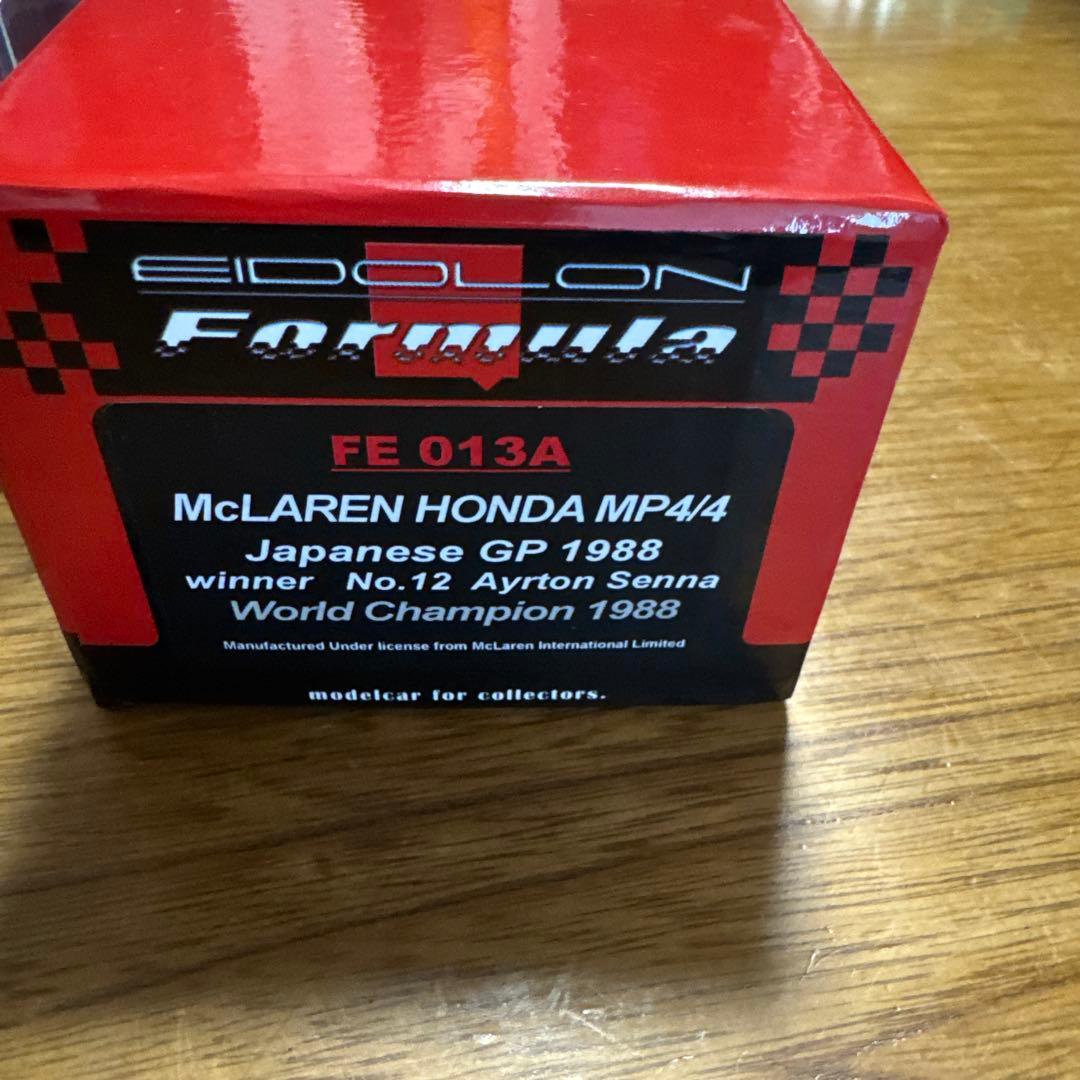 EIDOLON
Formula
FE 013A
McLAREN HONDA MP4/4
Japanese GP 1988
winner No.12 Ayrton Senna
World Champion 1988
Manufactured Under license from McLaren International Limited
modelcar for collectors.